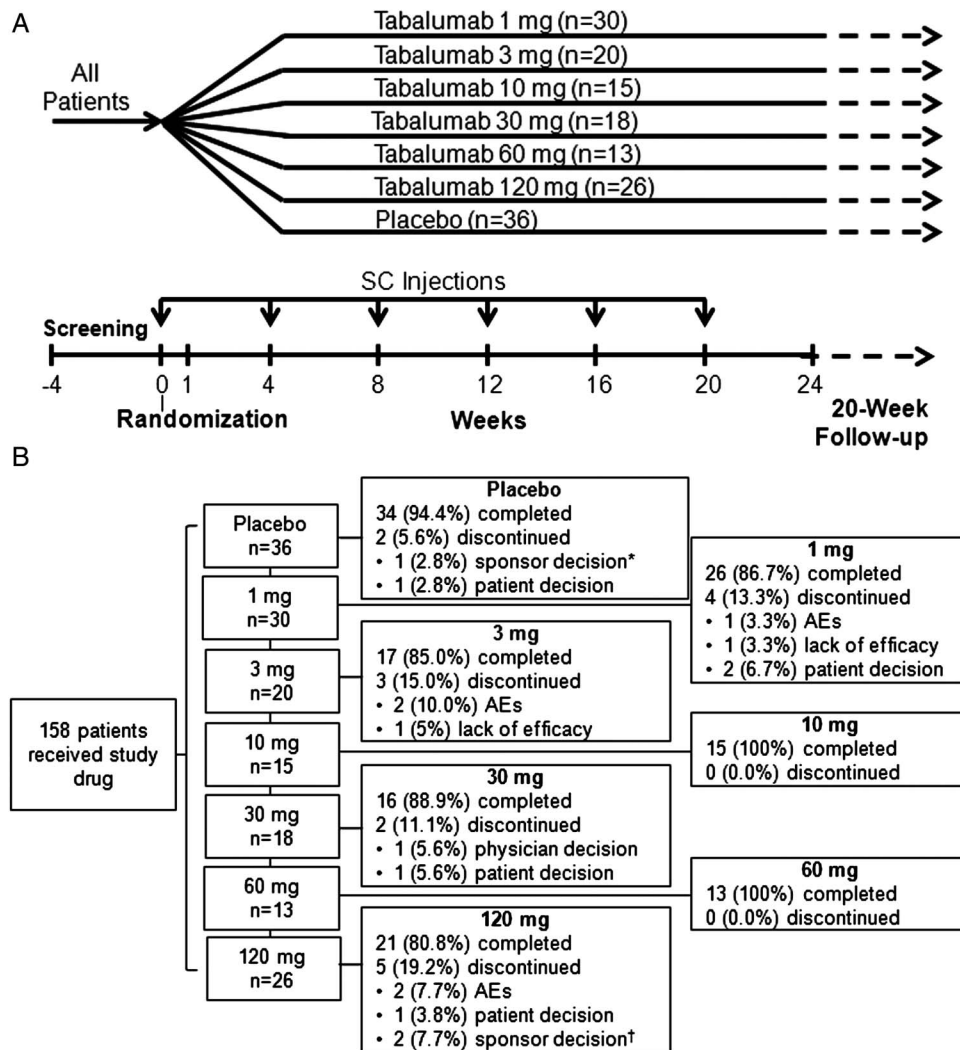 A
All
Patients
Tabalumab 1 mg (n=30)
Tabalumab 3 mg (n=20)
Tabalumab 10 mg (n=15)
Tabalumab 30 mg (n=18)
Tabalumab 60 mg (n=13)
Tabalumab 120 mg (n=26)
Placebo (n=36)
SC Injections
Screening
-4 0 1 4 8 12 16 20 24
Randomization Weeks 20-Week
Follow-up
B
158 patients
received study
drug
Placebo
n=36
1 mg
n=30
3 mg
n=20
10 mg
n=15
30 mg
n=18
60 mg
n=13
120 mg
n=26
Placebo
34 (94.4%) completed
2 (5.6%) discontinued
• 1 (2.8%) sponsor decision*
• 1 (2.8%) patient decision
1 mg
26 (86.7%) completed
4 (13.3%) discontinued
• 1 (3.3%) AEs
• 1 (3.3%) lack of efficacy
• 2 (6.7%) patient decision
3 mg
17 (85.0%) completed
3 (15.0%) discontinued
• 2 (10.0%) AEs
• 1 (5%) lack of efficacy
10 mg
15 (100%) completed
0 (0.0%) discontinued
30 mg
16 (88.9%) completed
2 (11.1%) discontinued
• 1 (5.6%) physician decision
• 1 (5.6%) patient decision
60 mg
13 (100%) completed
0 (0.0%) discontinued
120 mg
21 (80.8%) completed
5 (19.2%) discontinued
• 2 (7.7%) AEs
• 1 (3.8%) patient decision
• 2 (7.7%) sponsor decision†